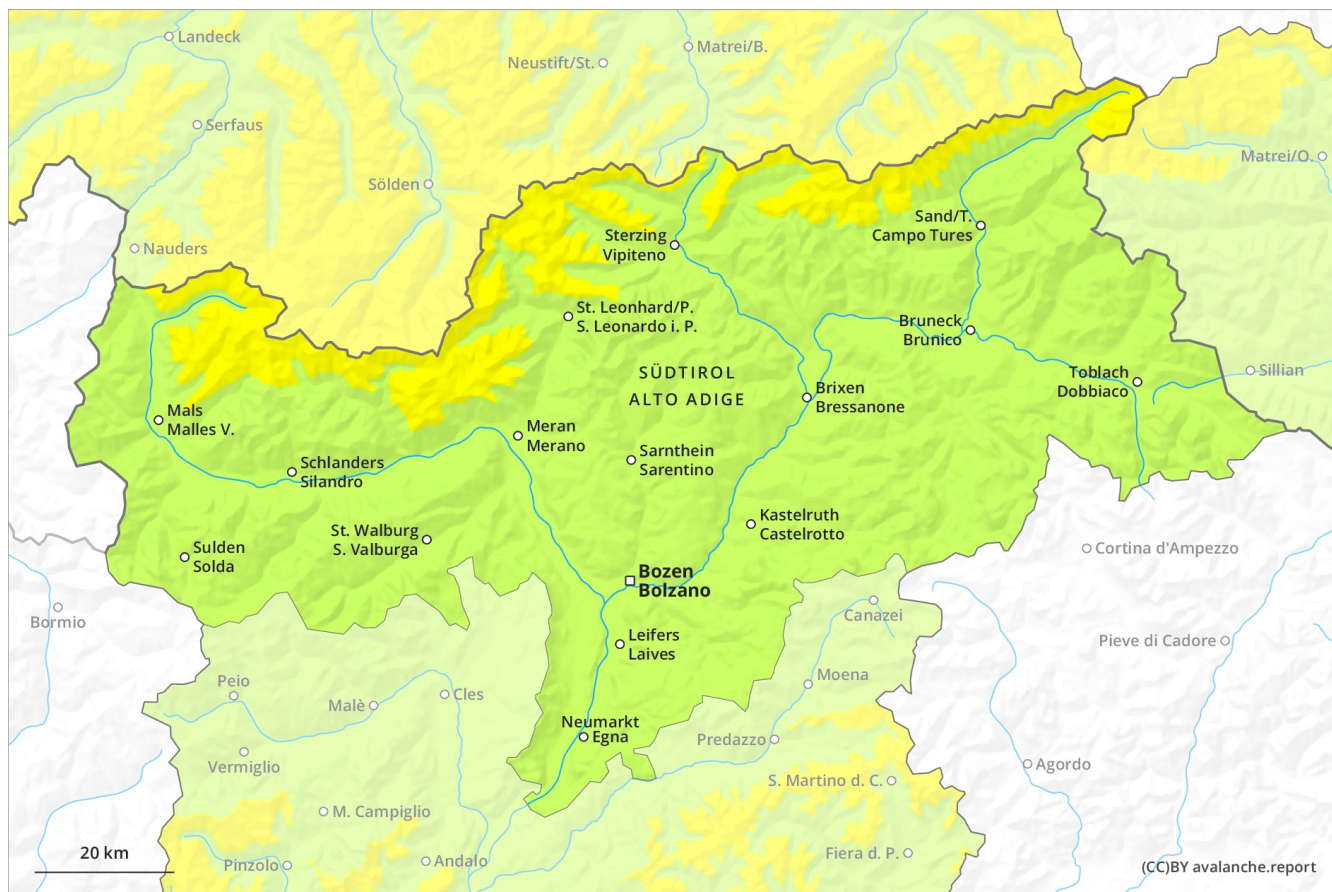 Landeck
Matrei/B.
Neustift/St.
Serfaus
Matrei/O.
Sölden
Sand/T.
Campo Tures
Sterzing
Vipiteno
Nauders
St. Leonhard/P.
S. Leonardo i. P.
Bruneck
Brunico
SÜDTIROL
ALTO ADIGE
Toblach
Dobbiaco
Sillian
Brixen
Bressanone
Mals
Malles V.
Meran
Merano
Sarnthein
Sarentino
Schlanders
Silandro
Kastelruth
Castelrotto
St. Walburg
S. Valburga
Sulden
Solda
Cortina d'Ampezzo
Bozen
Bolzano
Bormio
Canazei
Leifers
Laives
Pieve di Cadore
Peio
Moena
Malè
Cles
Neumarkt
Egna
Predazzo
Vermiglio
Agordo
S. Martino d. C.
M. Campiglio
20 km
Andalo
Fiera d. P.
Pinzolo
(CC)BY avalanche.report